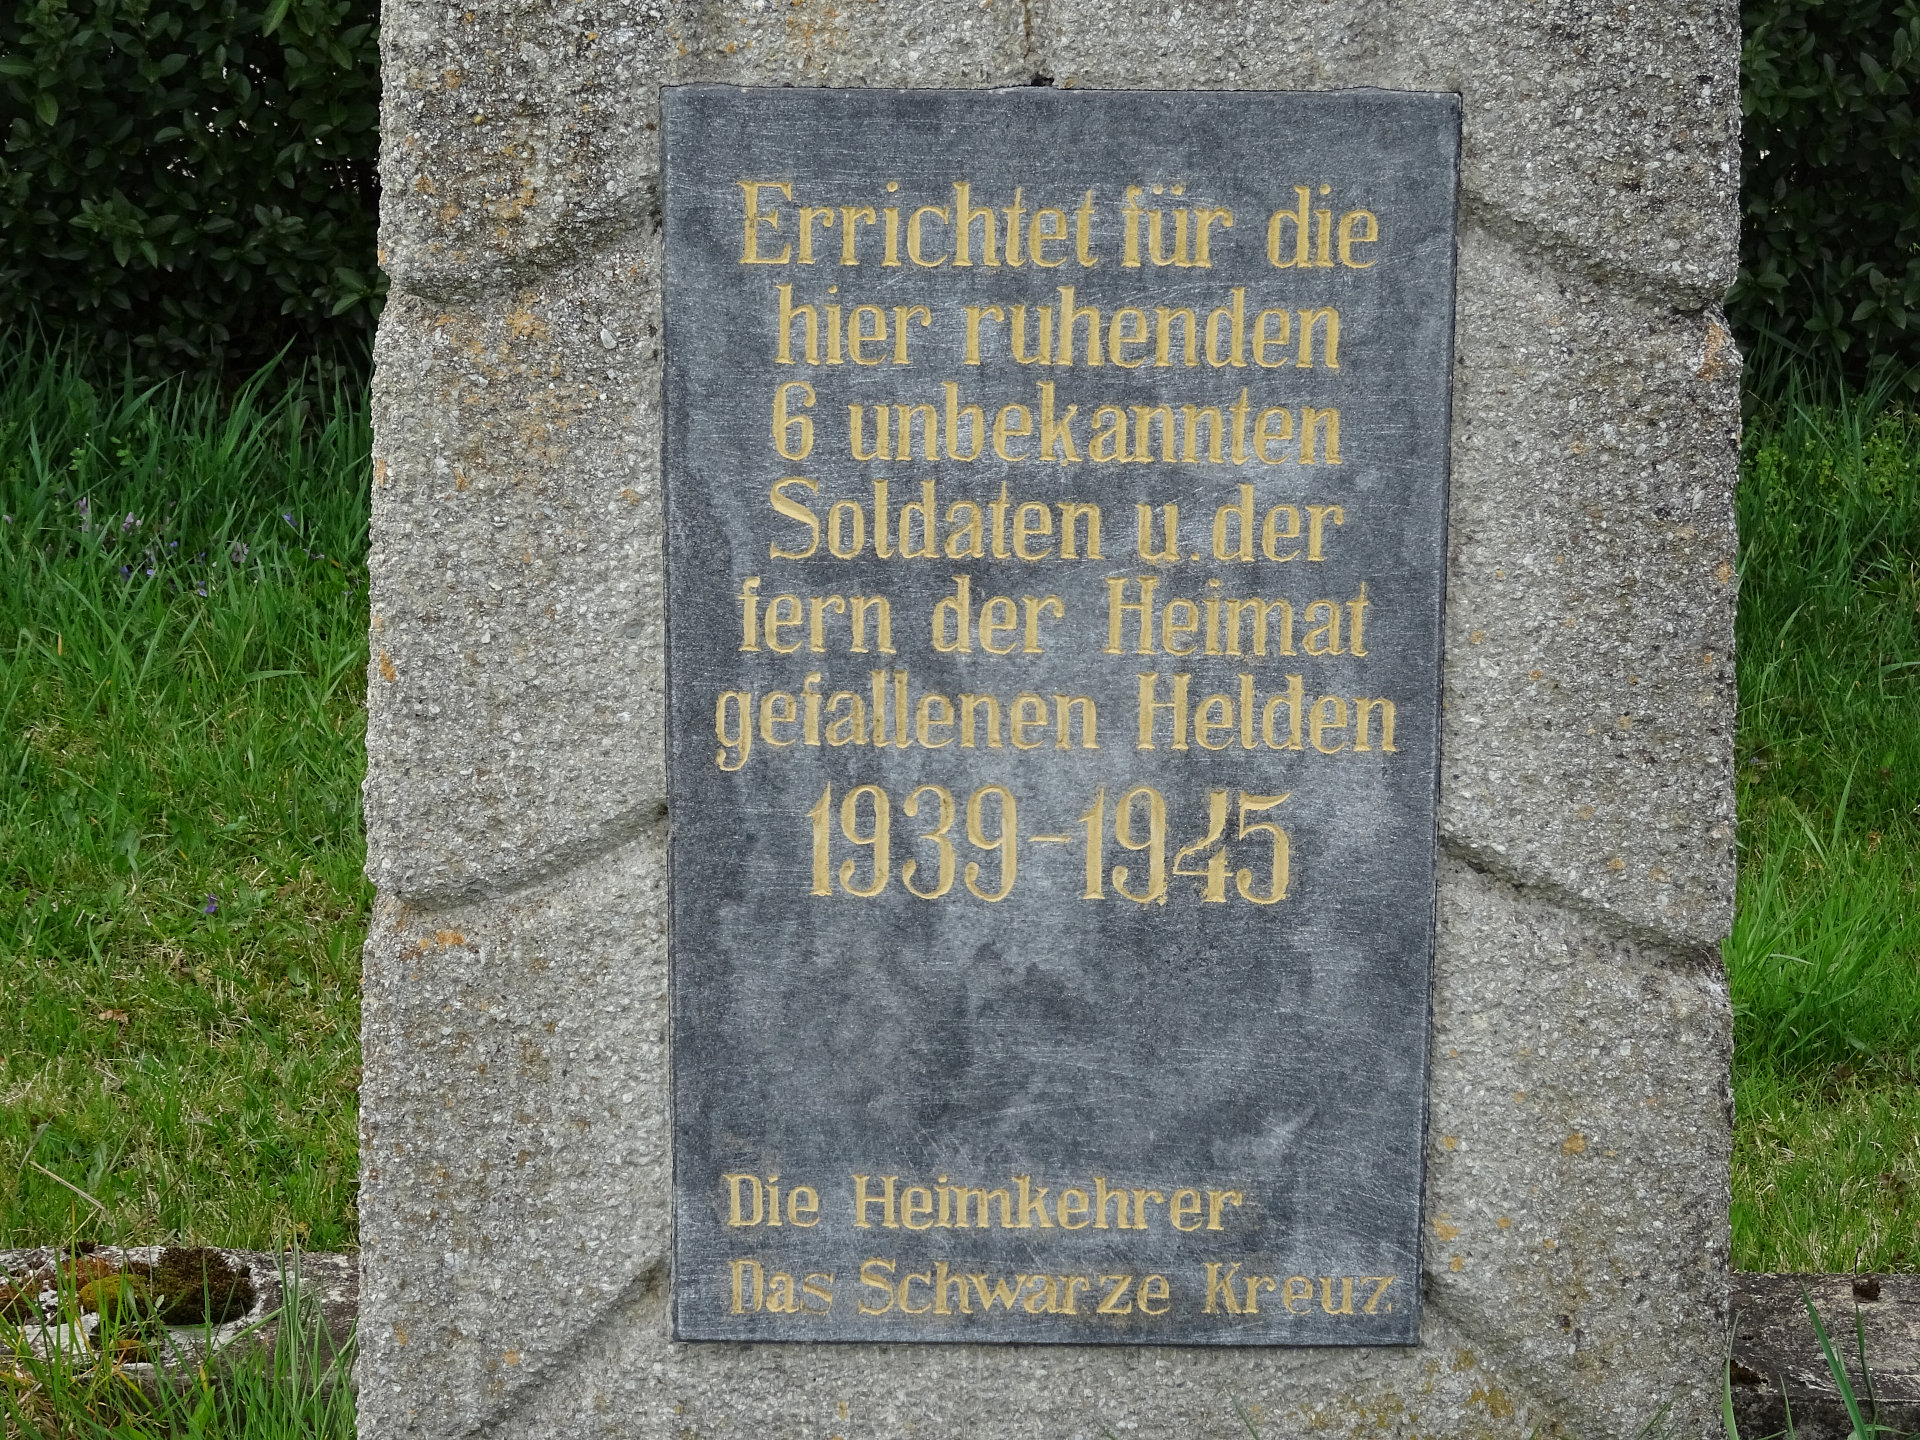 Errichtet für die
hier ruhenden
6 unbekannten
Soldaten u. der
fern der Heimat
gefallenen Helden
1939-1945
Die Heimkehrer
Das Schwarze Kreuz